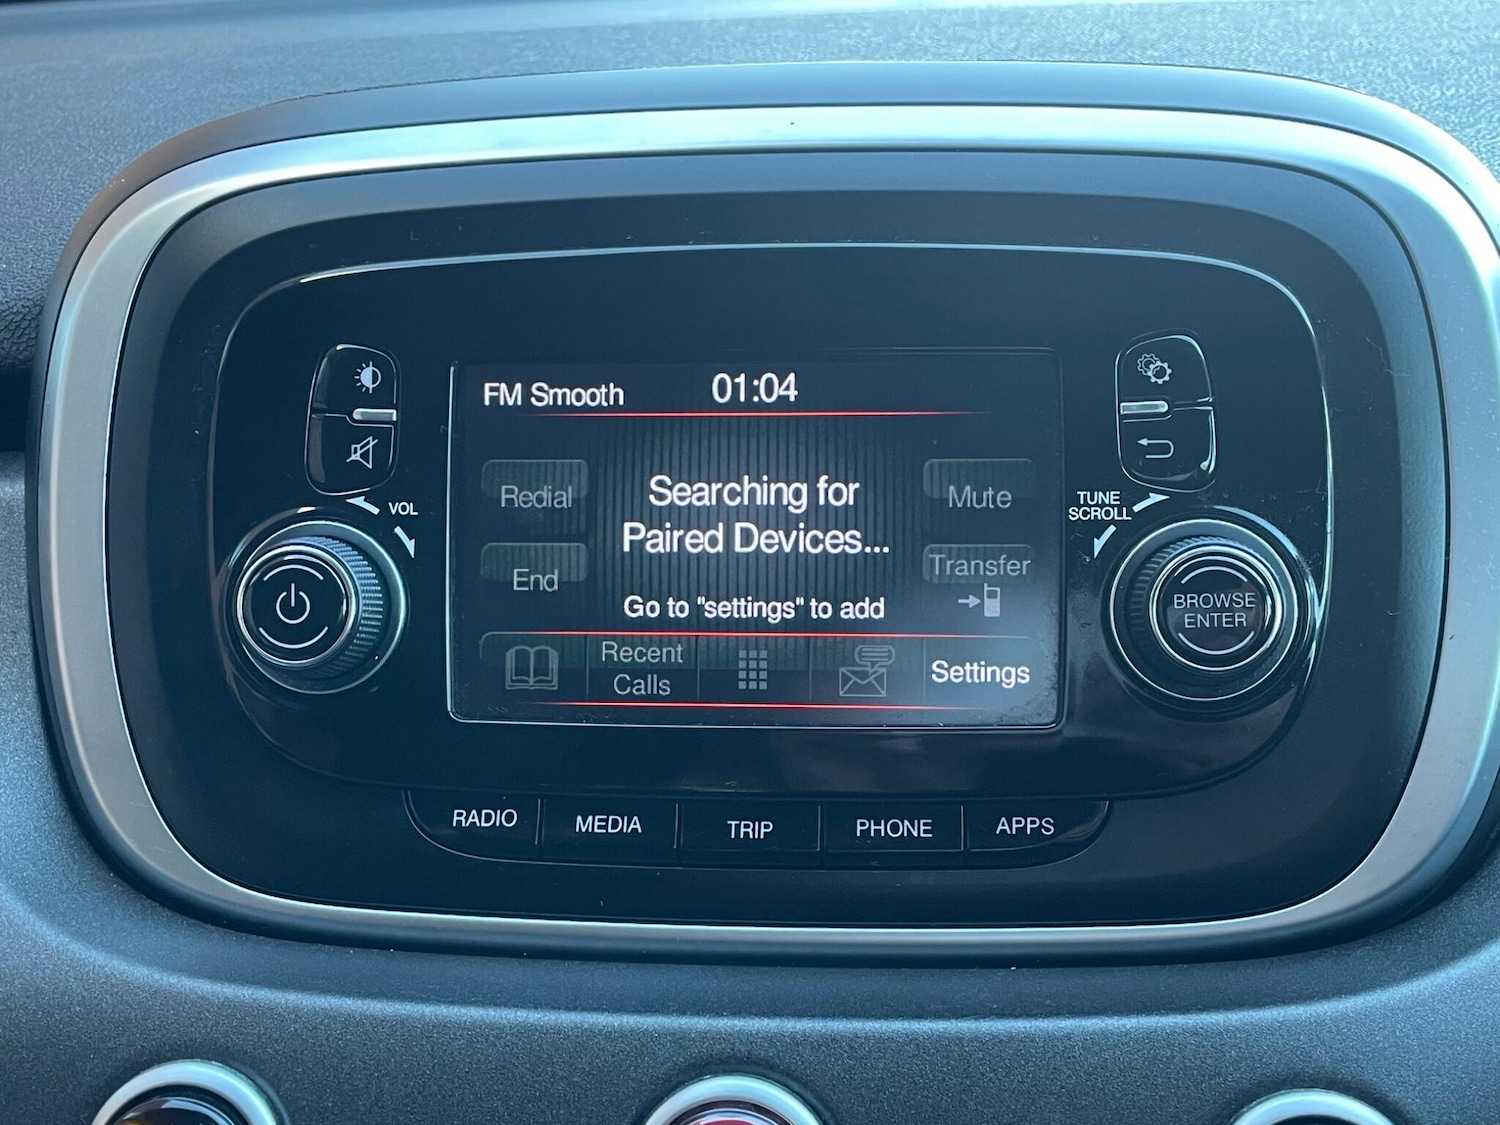 FM Smooth 01:04
Redial
Searching for
Paired Devices...
Mute
VOL
TUNE
SCROLL
End
Transfer
Go to "settings" to add
BROWSE
ENTER
Recent
Calls
Settings
RADIO MEDIA TRIP PHONE APPS